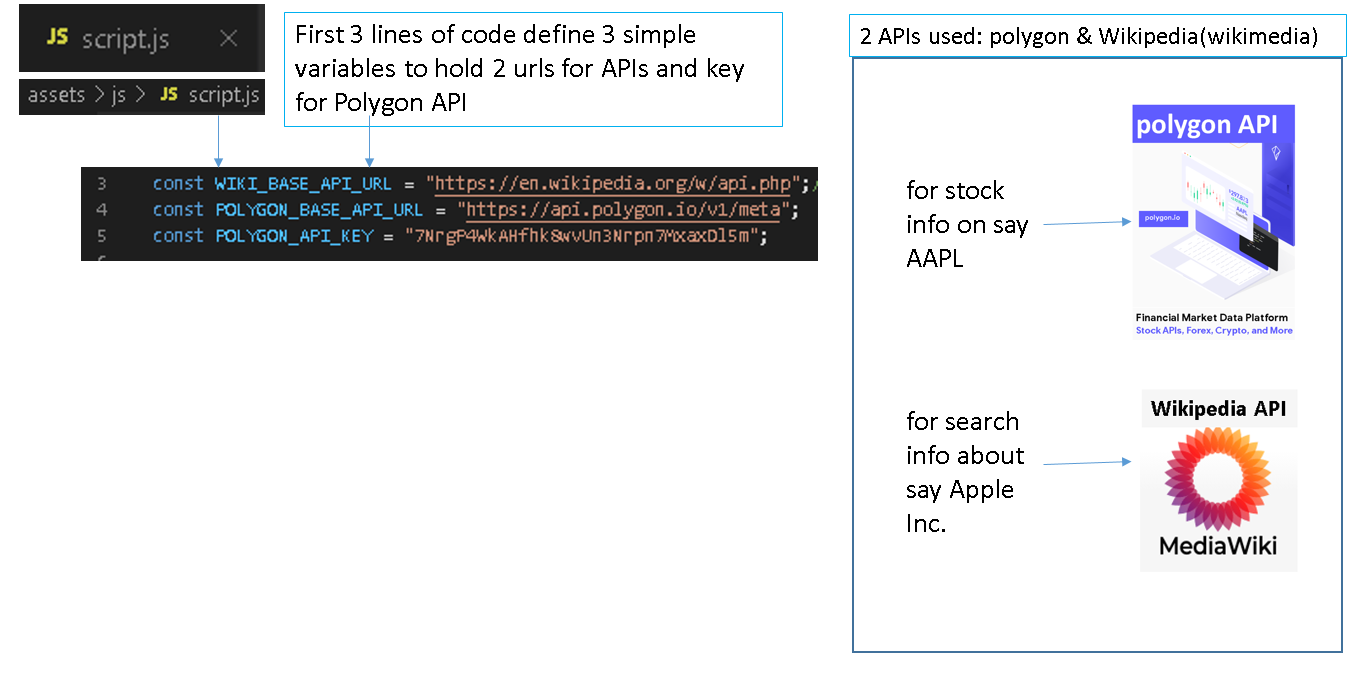 JS script.js ×
assets > js > JS script.js
First 3 lines of code define 3 simple
variables to hold 2 urls for APIs and key
for Polygon API
3 const WIKI_BASE_API_URL = "https://en.wikipedia.org/w/api.php";/
4 const POLYGON_BASE_API_URL = "https://api.polygon.io/v1/meta";
5 const POLYGON_API_KEY =
2 APIs used: polygon & Wikipedia(wikimedia)
for stock
info on say
AAPL
polygon API
AAPL
polygon.io
Financial Market Data Platform
Stock APIs, Forex, Crypto, and More
for search
info about
say Apple
Inc.
Wikipedia API
MediaWiki